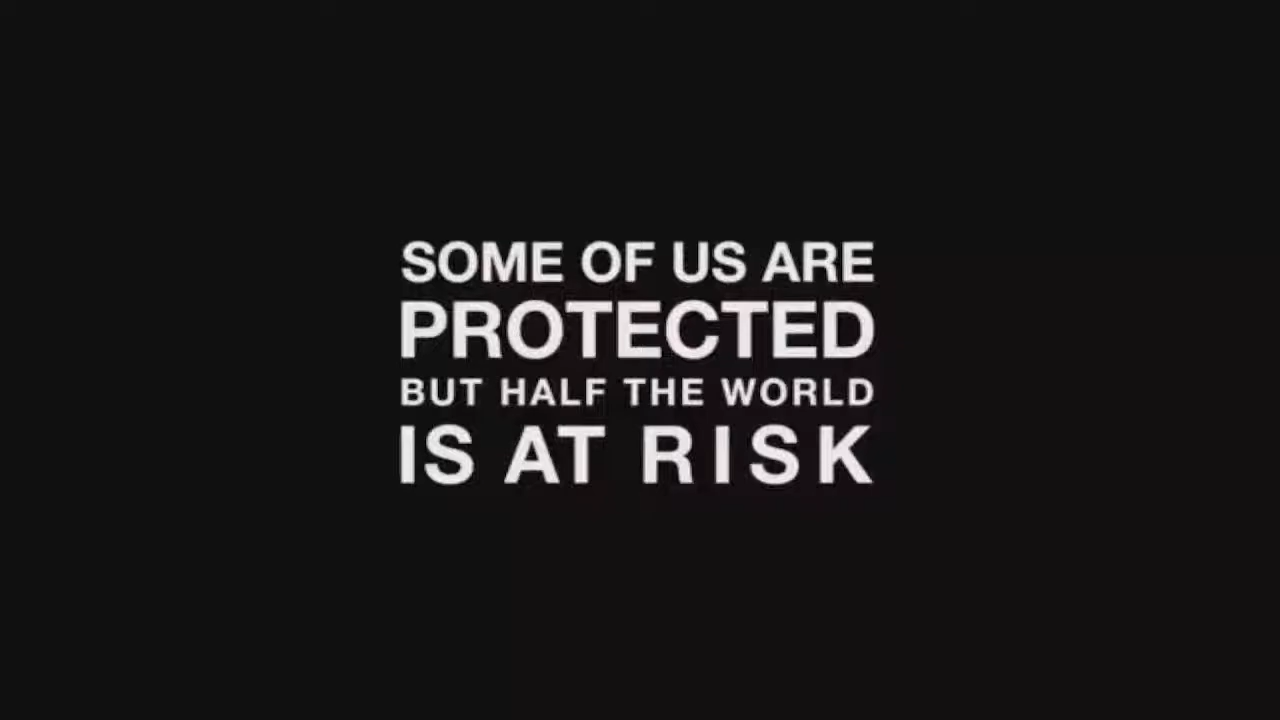 SOME OF US ARE
PROTECTED
BUT HALF THE WORLD
IS AT RISK